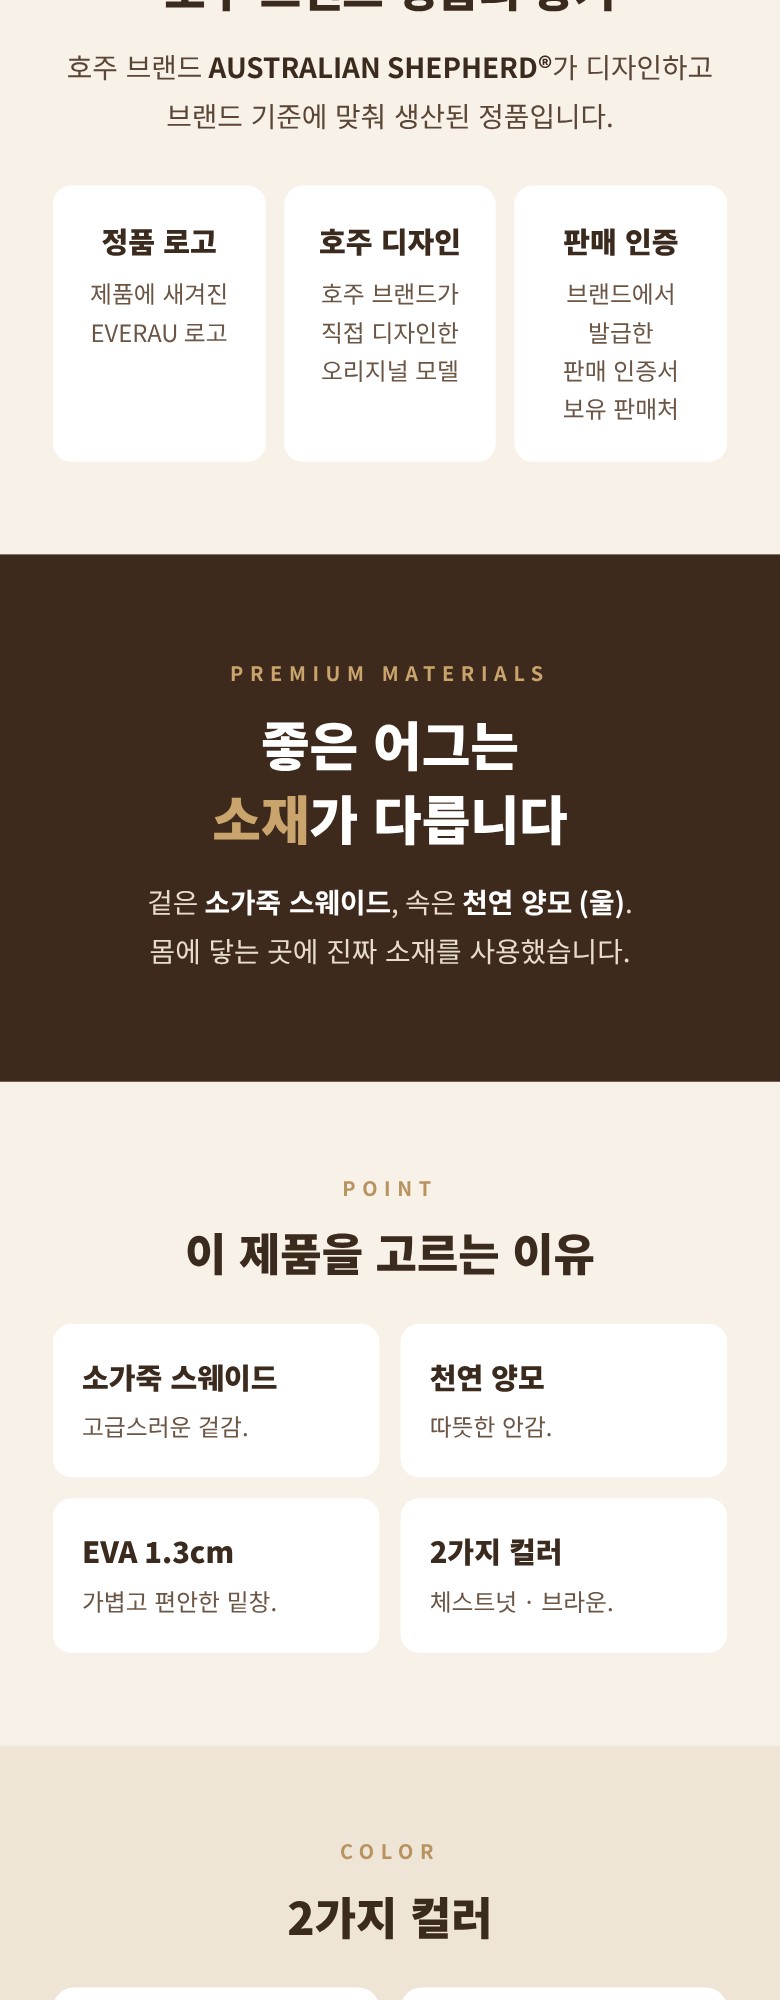 호주 브랜드 AUSTRALIAN SHEPHERD®가 디자인하고
브랜드 기준에 맞춰 생산된 정품입니다.
정품 로고
제품에 새겨진
EVERAU 로고
호주 디자인
호주 브랜드가
직접 디자인한
오리지널 모델
판매 인증
브랜드에서
발급한
판매 인증서
보유 판매처
PREMIUM MATERIALS
좋은 어그는
소재가 다릅니다
겉은 소가죽 스웨이드, 속은 천연 양모 (울).
몸에 닿는 곳에 진짜 소재를 사용했습니다.
POINT
이 제품을 고르는 이유
소가죽 스웨이드
고급스러운 겉감.
천연 양모
따뜻한 안감.
EVA 1.3cm
가볍고 편안한 밑창.
2가지 컬러
체스트넛 · 브라운.
COLOR
2가지 컬러